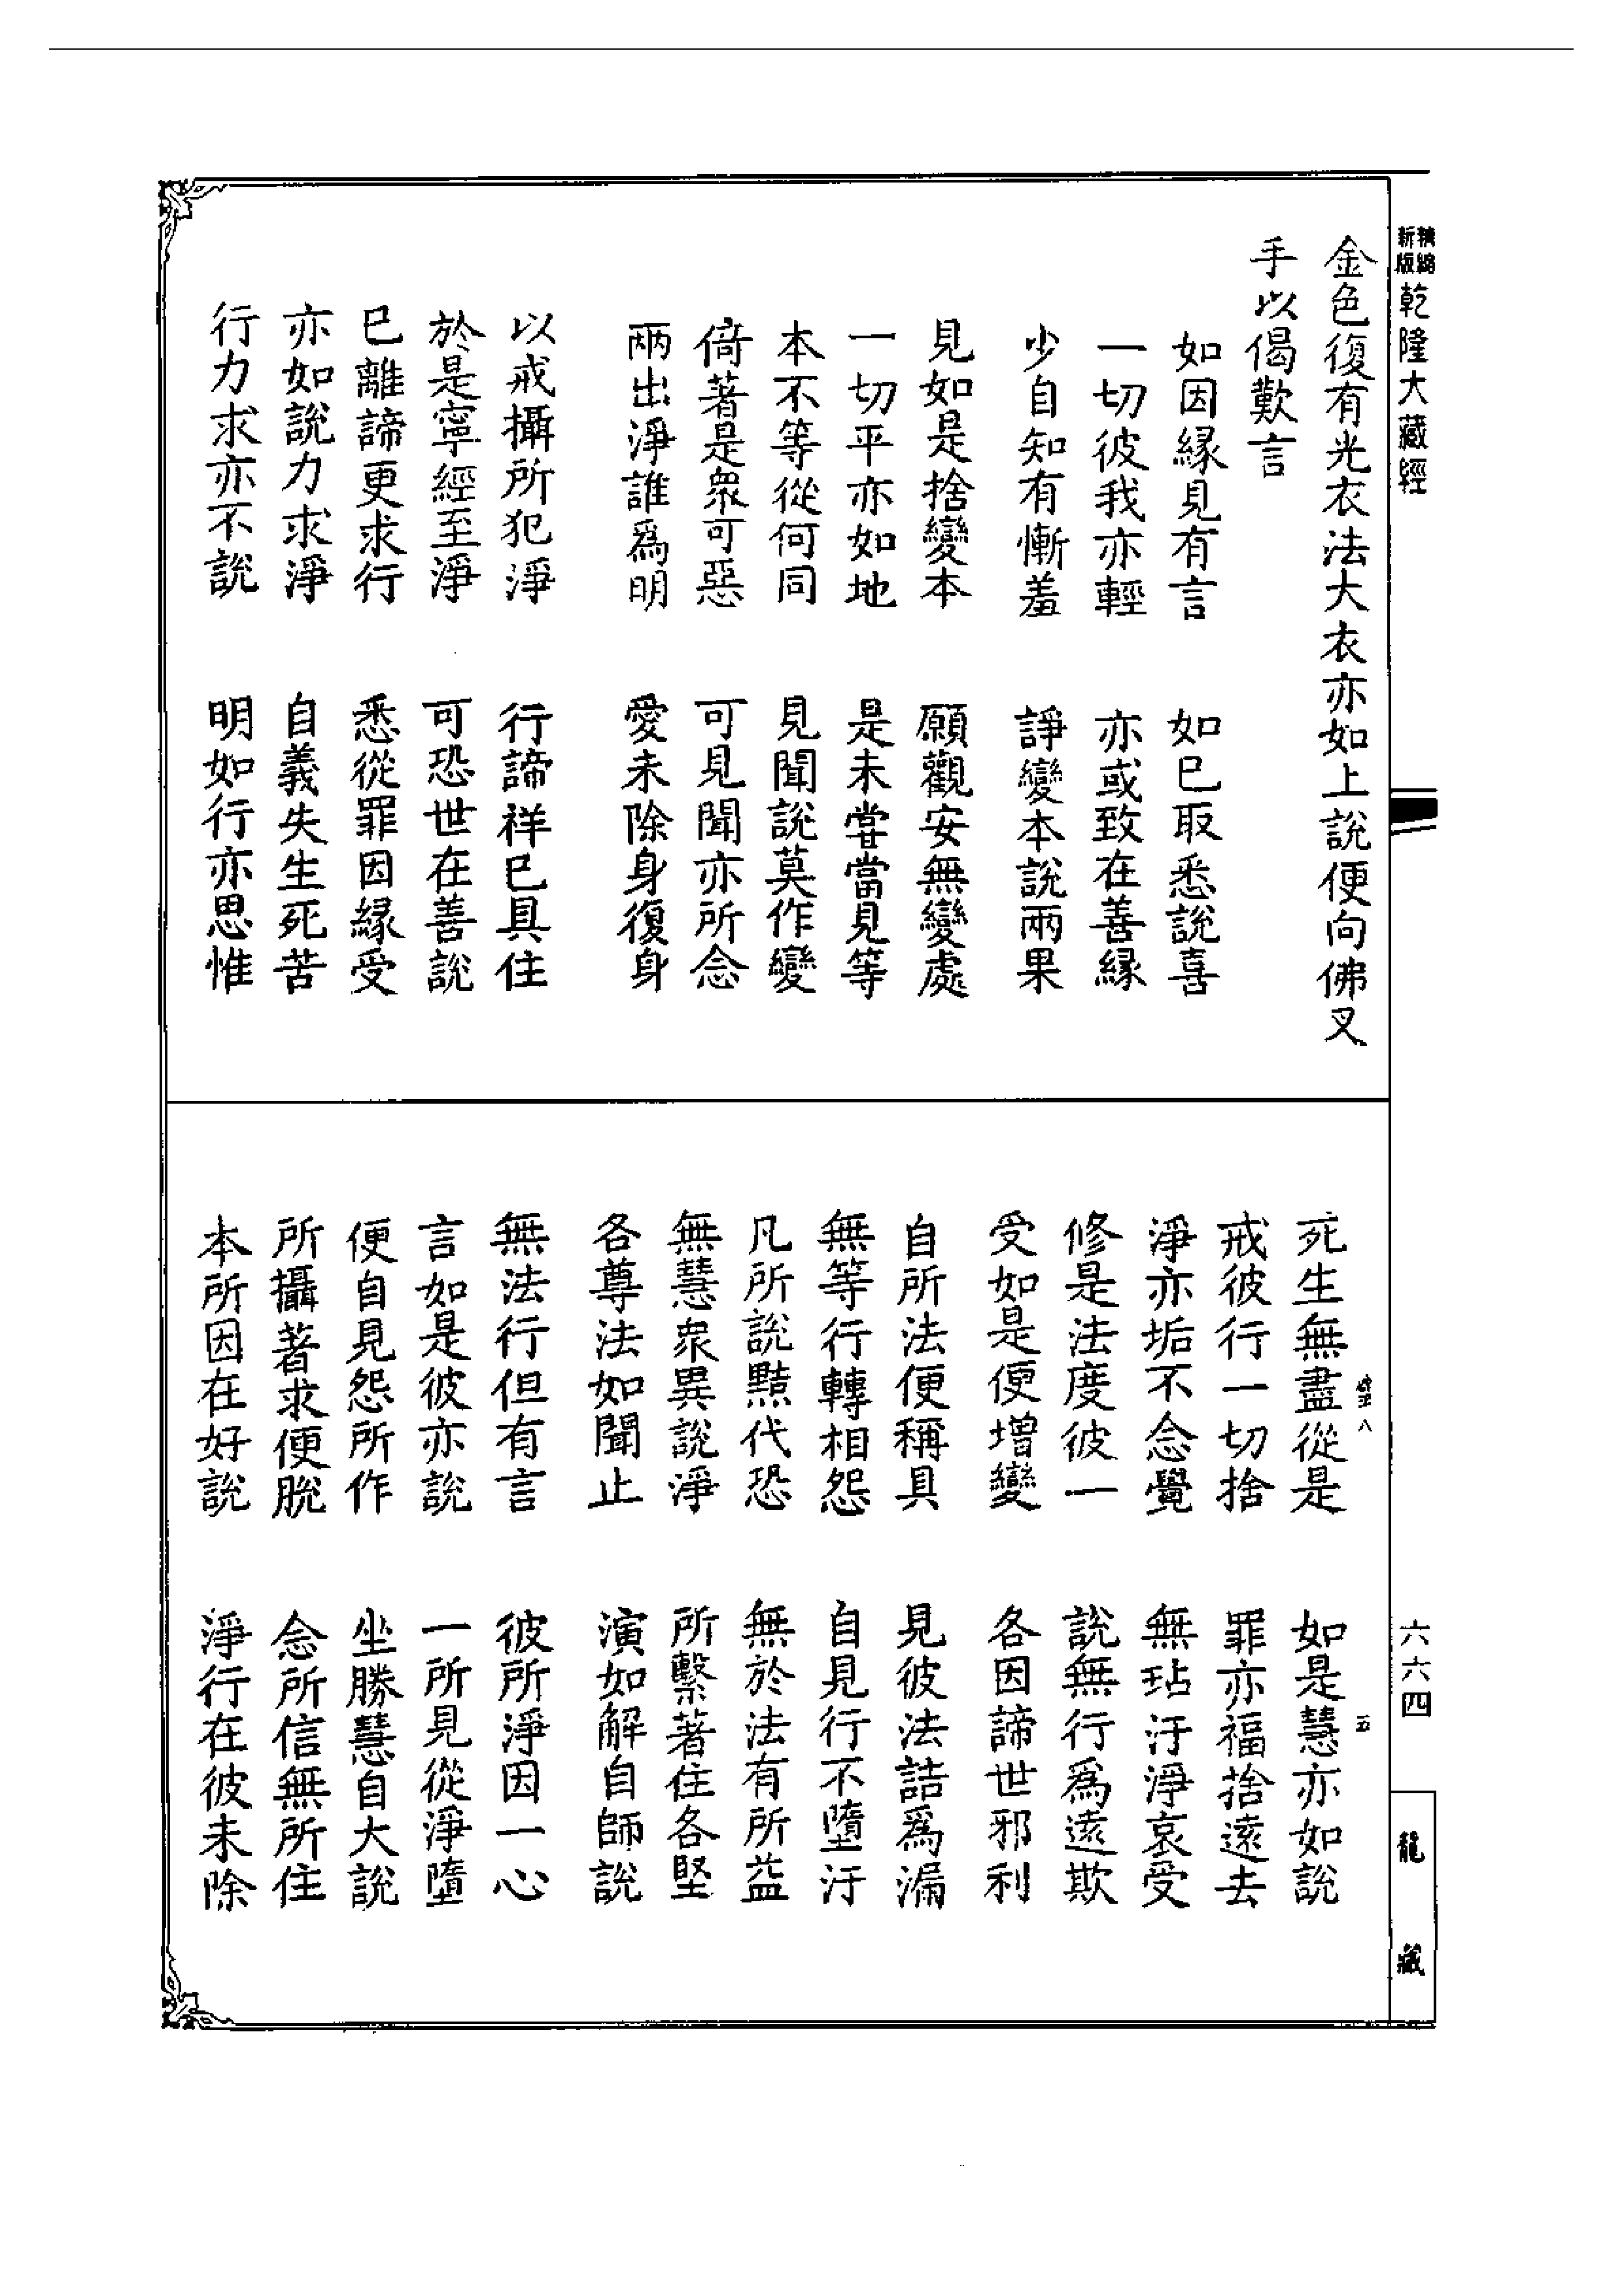 精縮新版乾隆大藏經
金色復有光衣法大衣亦如上說便向佛叉
手以偈歎言
如因緣見有言　如巳取悉說喜
一切彼我亦輕　亦或致在善緣
少自知有慚羞　諍變本說兩果
見如是捨變本　願觀安無變處
一切平亦如地　是未甞當見等
本不等從何同　見聞說莫作變
倚著是衆可惡　可見聞亦所念
兩出淨誰爲明　愛未除身復身
以戒攝所犯淨　行諦祥巳具住
於是寧經至淨　可恐世在善說
巳離諦更求行　悉從罪因緣受
亦如說力求淨　自義失生死苦
行力求亦不說　明如行亦思惟
死生無盡從是　如是慧亦如說
戒彼行一切捨　罪亦福捨遠去
淨亦垢不念覺　無玷汙淨哀受
修是法度彼一　說無行爲遠欺
受如是便增變　各因諦世邪利
自所法便稱具　見彼法詰爲漏
無等行轉相怨　自見行不墮汙
凡所說黠代恐　無於法有所益
無慧衆異說淨　所繫著住各堅
各尊法如聞止　演如解自師說
無法行但有言　彼所淨因一心
言如是彼亦說　一所見從淨墮
便自見怨所作　坐勝慧自大說
所攝著求便脫　念所信無所住
本所因在好說　淨行在彼未除
八
五
六六四
龍藏